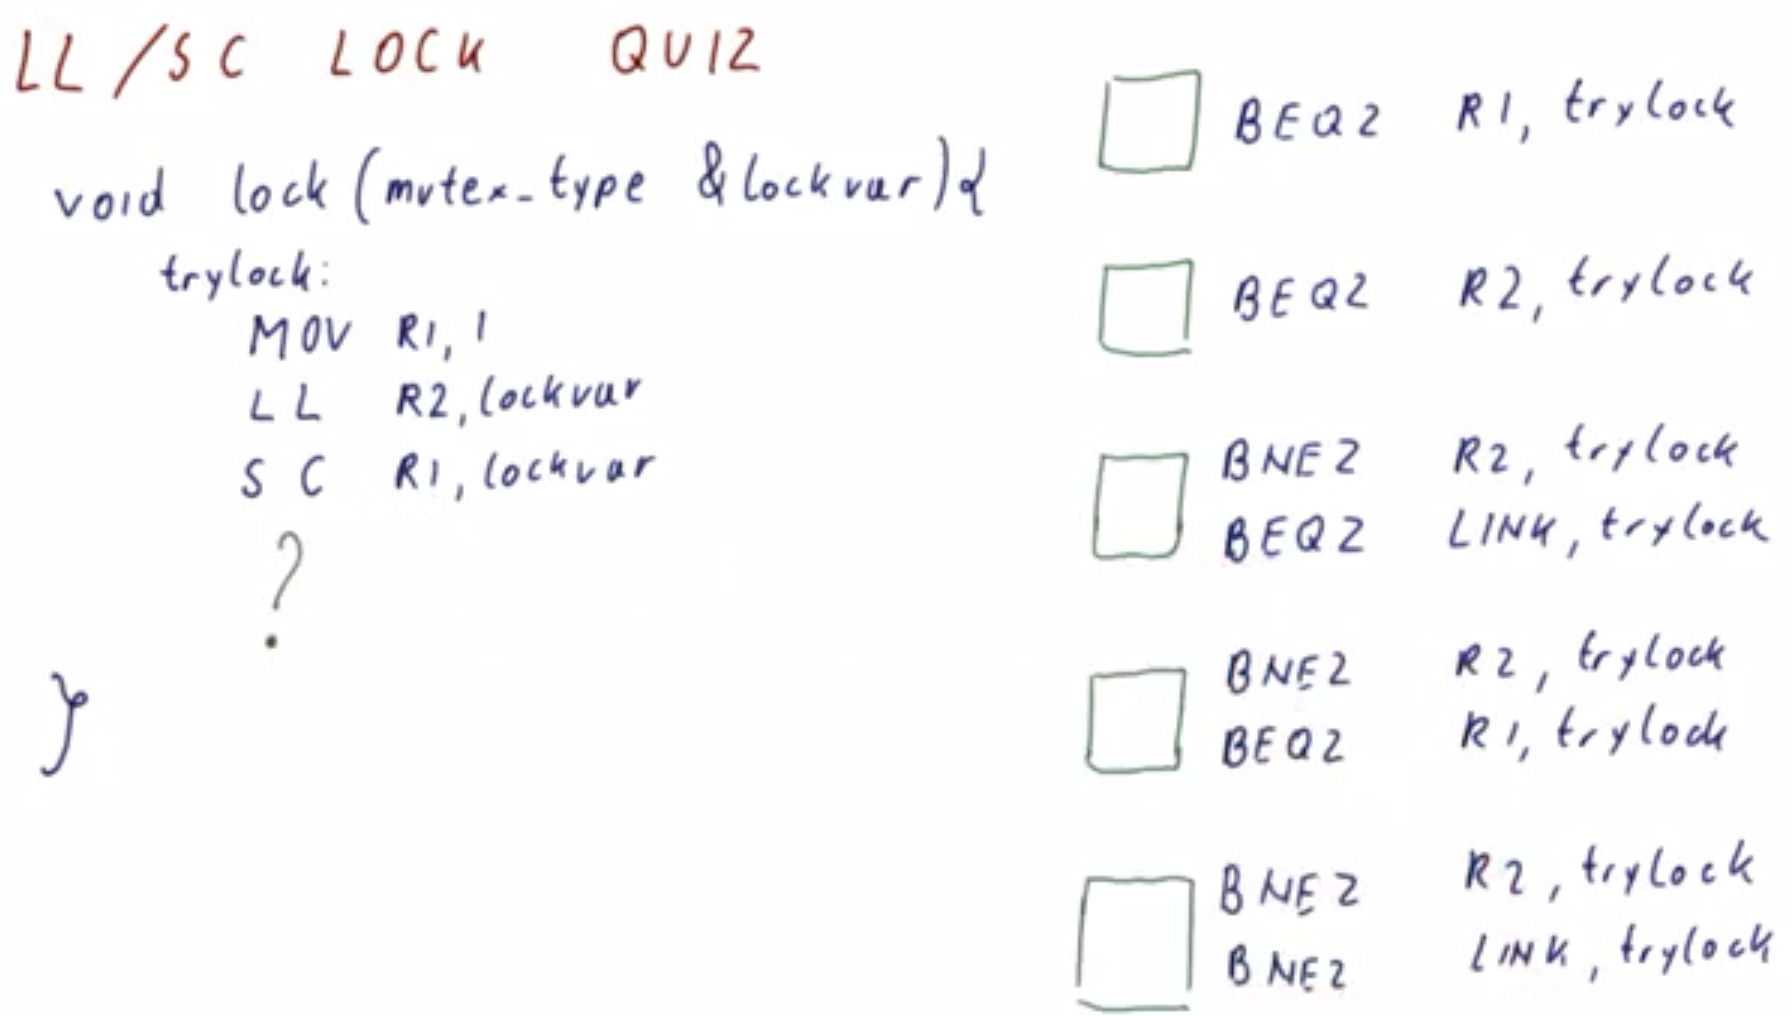 LL/SC LOCK QUIZ
void lock (mutex_type &lockvar){
trylock:
MOV R1, 1
LL R2, lockvar
SC R1, lockvar
?
}
BEQZ R1, trylock
BEQZ R2, trylock
BNEZ R2, trylock
BEQZ LINK, trylock
BNEZ R2, trylock
BEQZ R1, trylock
BNEZ R2, trylock
BNEZ LINK, trylock